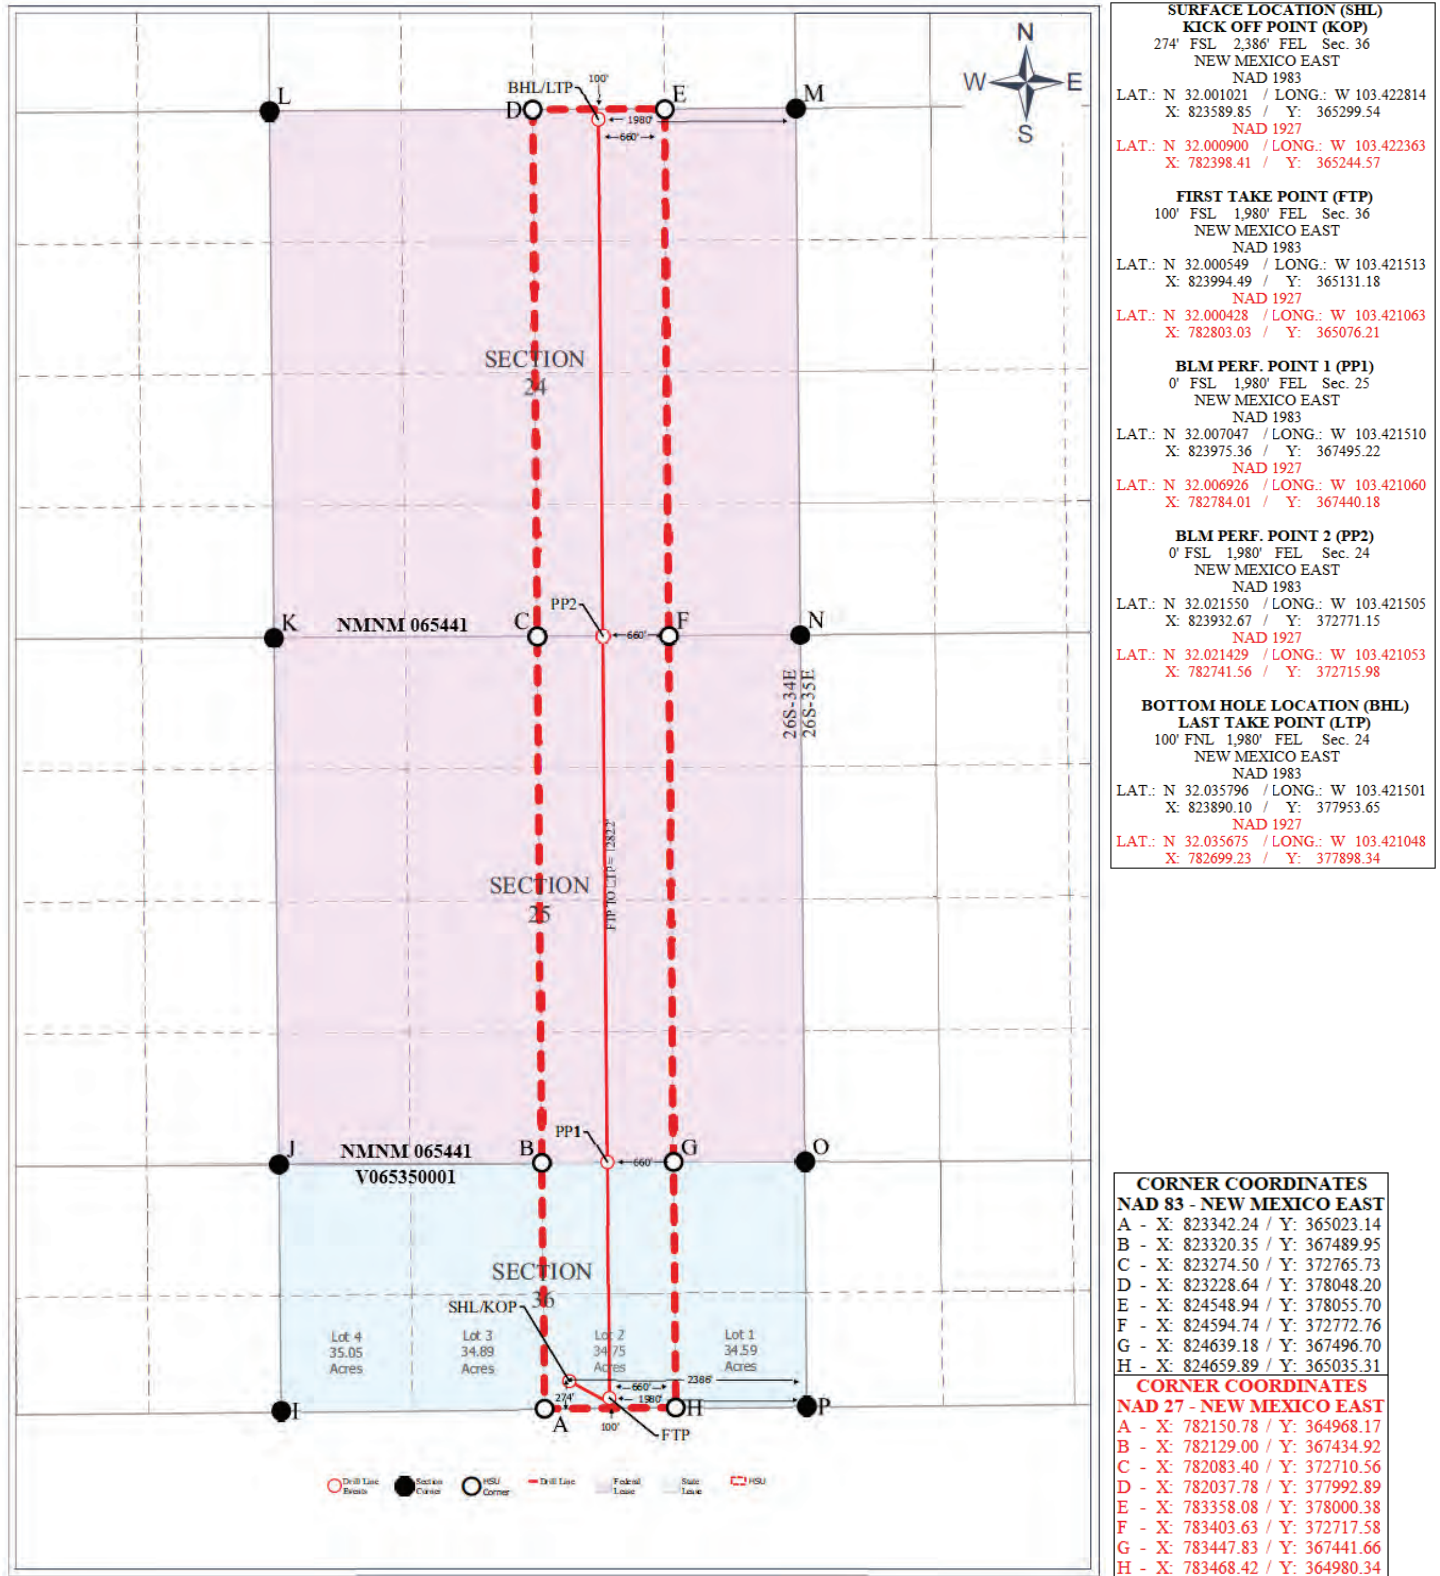 N
W
E
S
L
BHL/LTP
100'
D
E
M
1980'
660'
SECTION
24
K
NMNM 065441
C
PP2
660'
F
N
26S-34E
26S-35E
FTP TO LTP= 12822'
SECTION
25
J
NMNM 065441
V065350001
B
PP1
660'
G
O
SECTION
36
SHL/KOP
Lot 4
35.05
Acres
Lot 3
34.89
Acres
Lot 2
34.75
Acres
Lot 1
34.59
Acres
2386'
660'
1980'
274'
100'
I
A
H
P
FTP
Drill Line
Events
Section
Corner
HSU
Corner
Drill Line
Federal
Lease
State
Lease
HSU
SURFACE LOCATION (SHL)
KICK OFF POINT (KOP)
274' FSL 2,386' FEL Sec. 36
NEW MEXICO EAST
NAD 1983
LAT.: N 32.001021 / LONG.: W 103.422814
X: 823589.85 / Y: 365299.54
NAD 1927
LAT.: N 32.000900 / LONG.: W 103.422363
X: 782398.41 / Y: 365244.57
FIRST TAKE POINT (FTP)
100' FSL 1,980' FEL Sec. 36
NEW MEXICO EAST
NAD 1983
LAT.: N 32.000549 / LONG.: W 103.421513
X: 823994.49 / Y: 365131.18
NAD 1927
LAT.: N 32.000428 / LONG.: W 103.421063
X: 782803.03 / Y: 365076.21
BLM PERF. POINT 1 (PP1)
0' FSL 1,980' FEL Sec. 25
NEW MEXICO EAST
NAD 1983
LAT.: N 32.007047 / LONG.: W 103.421510
X: 823975.36 / Y: 367495.22
NAD 1927
LAT.: N 32.006926 / LONG.: W 103.421060
X: 782784.01 / Y: 367440.18
BLM PERF. POINT 2 (PP2)
0' FSL 1,980' FEL Sec. 24
NEW MEXICO EAST
NAD 1983
LAT.: N 32.021550 / LONG.: W 103.421505
X: 823932.67 / Y: 372771.15
NAD 1927
LAT.: N 32.021429 / LONG.: W 103.421053
X: 782741.56 / Y: 372715.98
BOTTOM HOLE LOCATION (BHL)
LAST TAKE POINT (LTP)
100' FNL 1,980' FEL Sec. 24
NEW MEXICO EAST
NAD 1983
LAT.: N 32.035796 / LONG.: W 103.421501
X: 823890.10 / Y: 377953.65
NAD 1927
LAT.: N 32.035675 / LONG.: W 103.421048
X: 782699.23 / Y: 377898.34
CORNER COORDINATES
NAD 83 - NEW MEXICO EAST
A - X: 823342.24 / Y: 365023.14
B - X: 823320.35 / Y: 367489.95
C - X: 823274.50 / Y: 372765.73
D - X: 823228.64 / Y: 378048.20
E - X: 824548.94 / Y: 378055.70
F - X: 824594.74 / Y: 372772.76
G - X: 824639.18 / Y: 367496.70
H - X: 824659.89 / Y: 365035.31
CORNER COORDINATES
NAD 27 - NEW MEXICO EAST
A - X: 782150.78 / Y: 364968.17
B - X: 782129.00 / Y: 367434.92
C - X: 782083.40 / Y: 372710.56
D - X: 782037.78 / Y: 377992.89
E - X: 783358.08 / Y: 378000.38
F - X: 783403.63 / Y: 372717.58
G - X: 783447.83 / Y: 367441.66
H - X: 783468.42 / Y: 364980.34